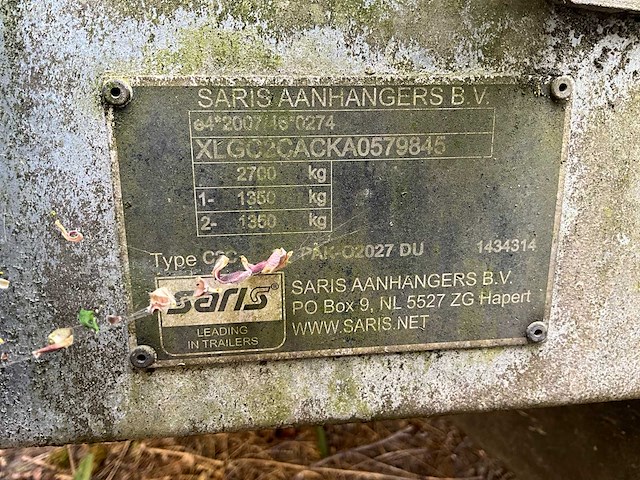 SARIS AANHANGERS B.V.
e4*2007/46*0274
XLGC2CACKA0579845
2700 kg
1- 1350 kg
2- 1350 kg
Type PAK-O2027 DU 1434314
saris
LEADING
IN TRAILERS
SARIS AANHANGERS B.V.
PO Box 9, NL 5527 ZG Hapert
WWW.SARIS.NET